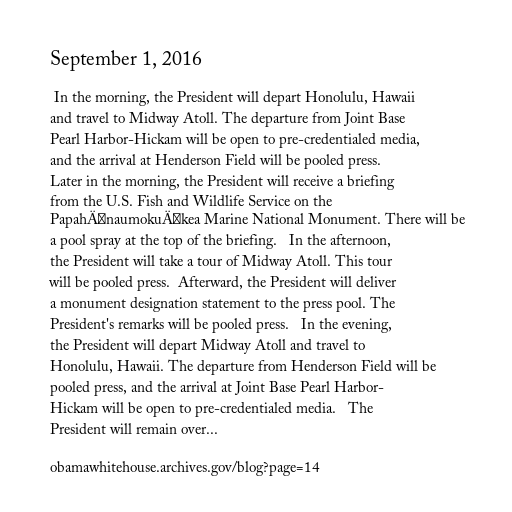 September 1, 2016
In the morning, the President will depart Honolulu, Hawaii
and travel to Midway Atoll. The departure from Joint Base
Pearl Harbor-Hickam will be open to pre-credentialed media,
and the arrival at Henderson Field will be pooled press.
Later in the morning, the President will receive a briefing
from the U.S. Fish and Wildlife Service on the
PapahÄ�naumokuÄ�kea Marine National Monument. There will be
a pool spray at the top of the briefing.   In the afternoon,
the President will take a tour of Midway Atoll. This tour
will be pooled press.  Afterward, the President will deliver
a monument designation statement to the press pool. The
President's remarks will be pooled press.   In the evening,
the President will depart Midway Atoll and travel to
Honolulu, Hawaii. The departure from Henderson Field will be
pooled press, and the arrival at Joint Base Pearl Harbor-
Hickam will be open to pre-credentialed media.   The
President will remain over...
obamawhitehouse.archives.gov/blog?page=14